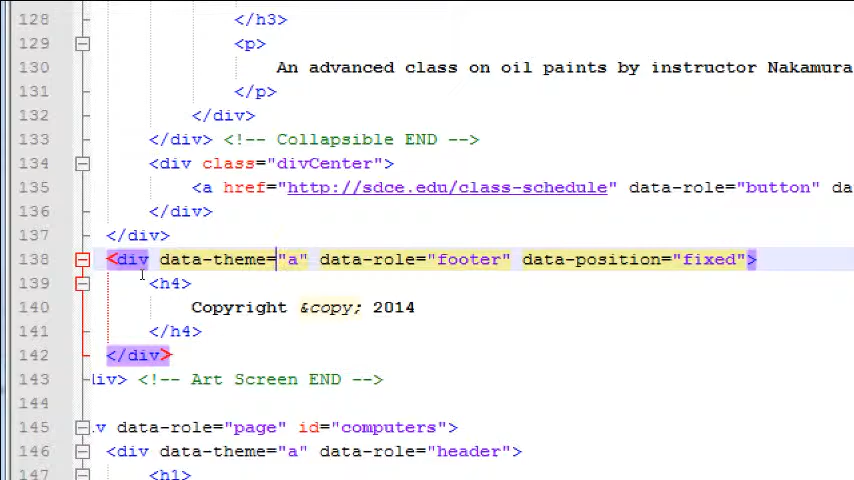 128 </h3>
129 <p>
130 An advanced class on oil paints by instructor Nakamura
131 </p>
132 </div>
133 </div> <!-- Collapsible END -->
134 <div class="divCenter">
135 <a href="http://sdce.edu/class-schedule" data-role="button" da
136 </div>
137 </div>
138 <div data-theme="a" data-role="footer" data-position="fixed">
139 <h4>
140 Copyright &copy; 2014
141 </h4>
142 </div>
143 div> <!-- Art Screen END -->
144
145 v data-role="page" id="computers">
146 <div data-theme="a" data-role="header">
147 <h1>